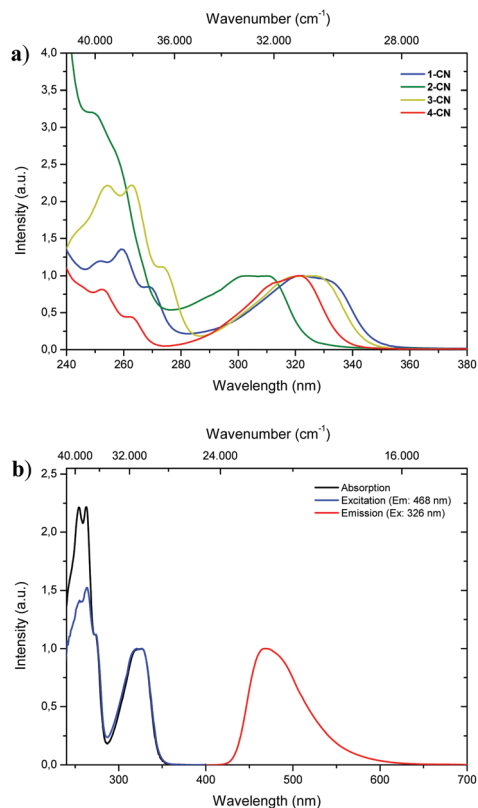 Wavenumber (cm⁻¹)
40.000 36.000 32.000 28.000
a)
4,0
3,5
3,0
2,5
2,0
1,5
1,0
0,5
0,0
Intensity (a.u.)
1-CN
2-CN
3-CN
4-CN
240 260 280 300 320 340 360 380
Wavelength (nm)
Wavenumber (cm⁻¹)
40.000 32.000 24.000 16.000
b)
2,5
2,0
1,5
1,0
0,5
0,0
Intensity (a.u.)
Absorption
Excitation (Em: 468 nm)
Emission (Ex: 326 nm)
300 400 500 600 700
Wavelength (nm)